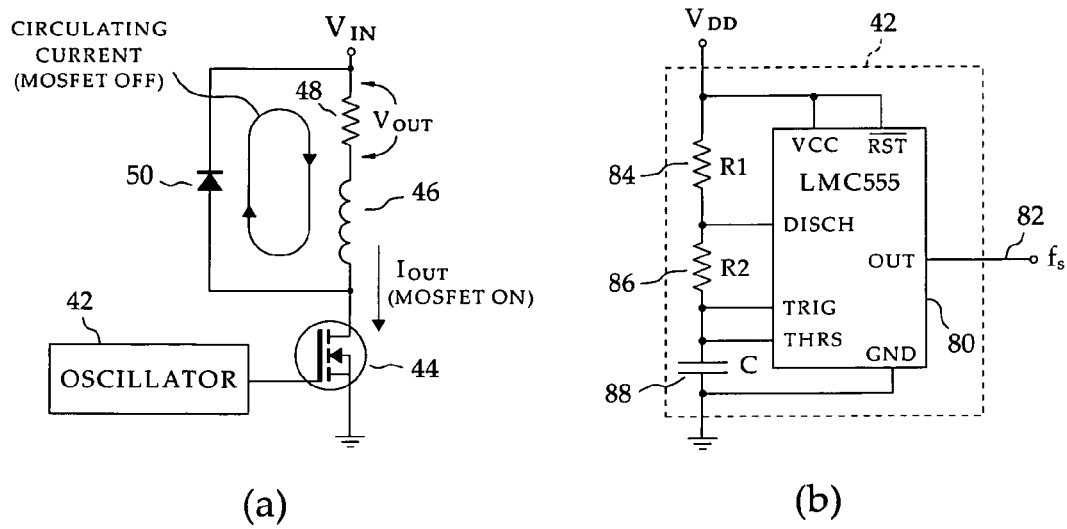 CIRCULATING
CURRENT
(MOSFET OFF)
VIN
48
VOUT
50
46
IOUT
(MOSFET ON)
42
OSCILLATOR
44
(a)
VDD
42
VCC
RST
84
R1
LMC555
DISCH
82
86
R2
OUT
fs
TRIG
THRS
80
GND
C
88
(b)